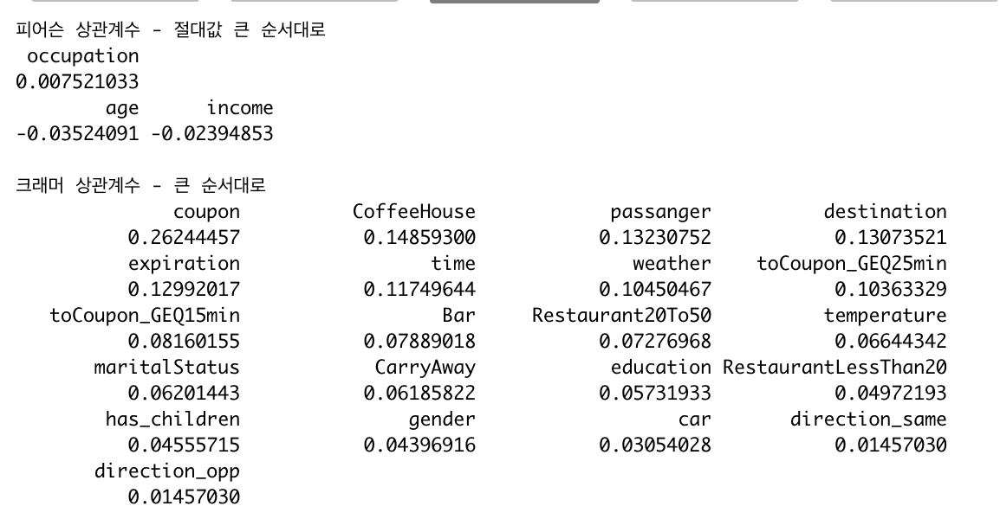 피어슨 상관계수 - 절대값 큰 순서대로
occupation
0.007521033
age income
-0.03524091 -0.02394853
크래머 상관계수 - 큰 순서대로
coupon CoffeeHouse passanger destination
0.26244457 0.14859300 0.13230752 0.13073521
expiration time weather toCoupon_GEQ25min
0.12992017 0.11749644 0.10450467 0.10363329
toCoupon_GEQ15min Bar Restaurant20To50 temperature
0.08160155 0.07889018 0.07276968 0.06644342
maritalStatus CarryAway education RestaurantLessThan20
0.06201443 0.06185822 0.05731933 0.04972193
has_children gender car direction_same
0.04555715 0.04396916 0.03054028 0.01457030
direction_opp
0.01457030